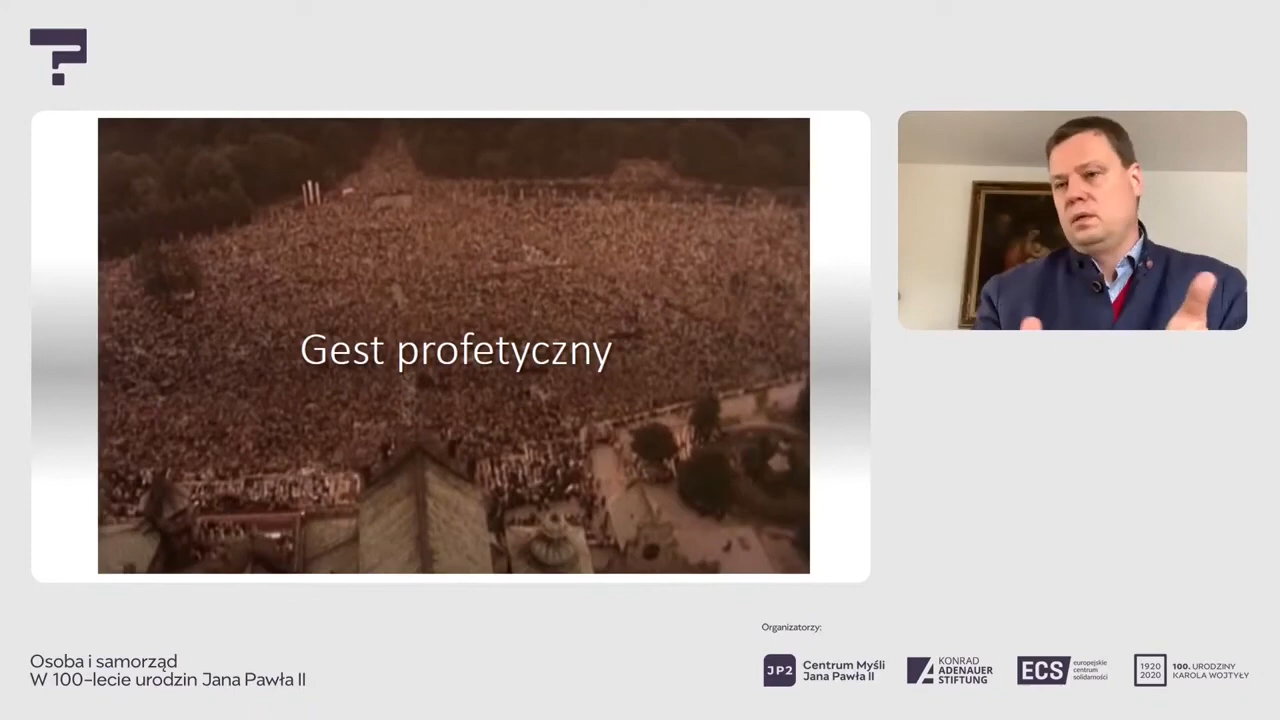 Gest profetyczny
Osoba i samorząd
W 100-lecie urodzin Jana Pawła II
Organizatorzy:
JP2
Centrum Myśli
Jana Pawła II
KONRAD
ADENAUER
STIFTUNG
ECS
europejskie
centrum
solidarności
1920
2020
100. URODZINY
KAROLA WOJTYŁY